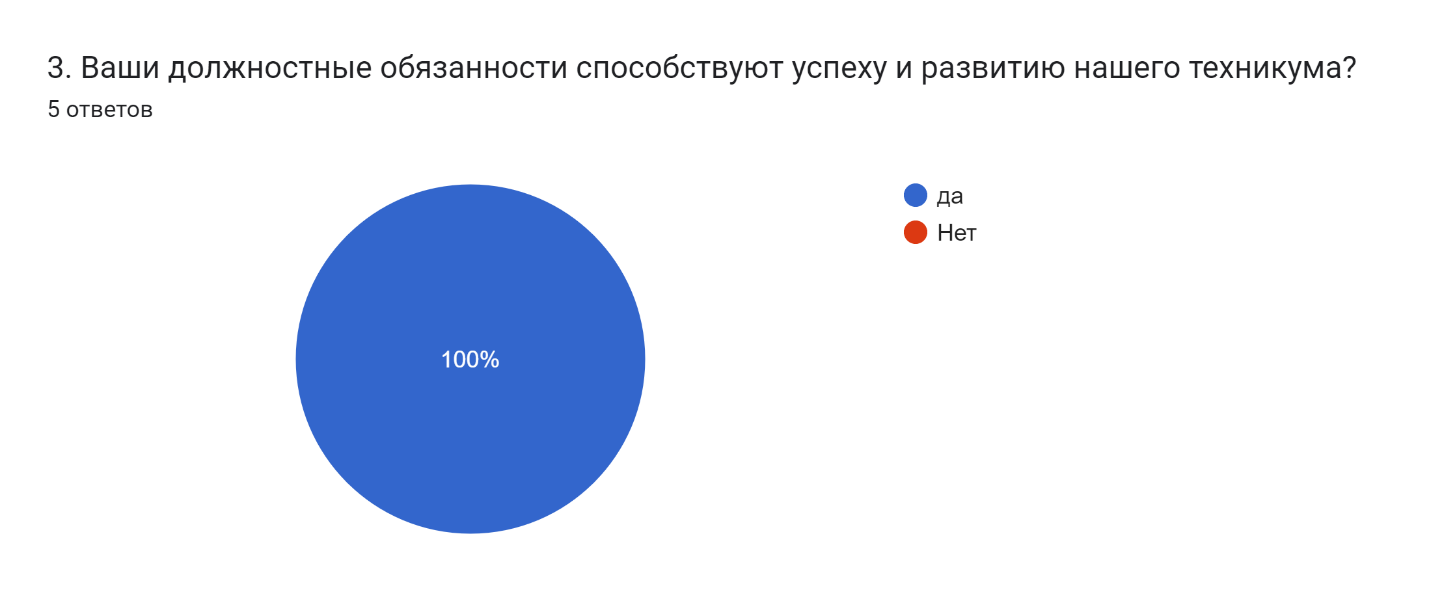 3. Ваши должностные обязанности способствуют успеху и развитию нашего техникума?
5 ответов
да
Нет
100%